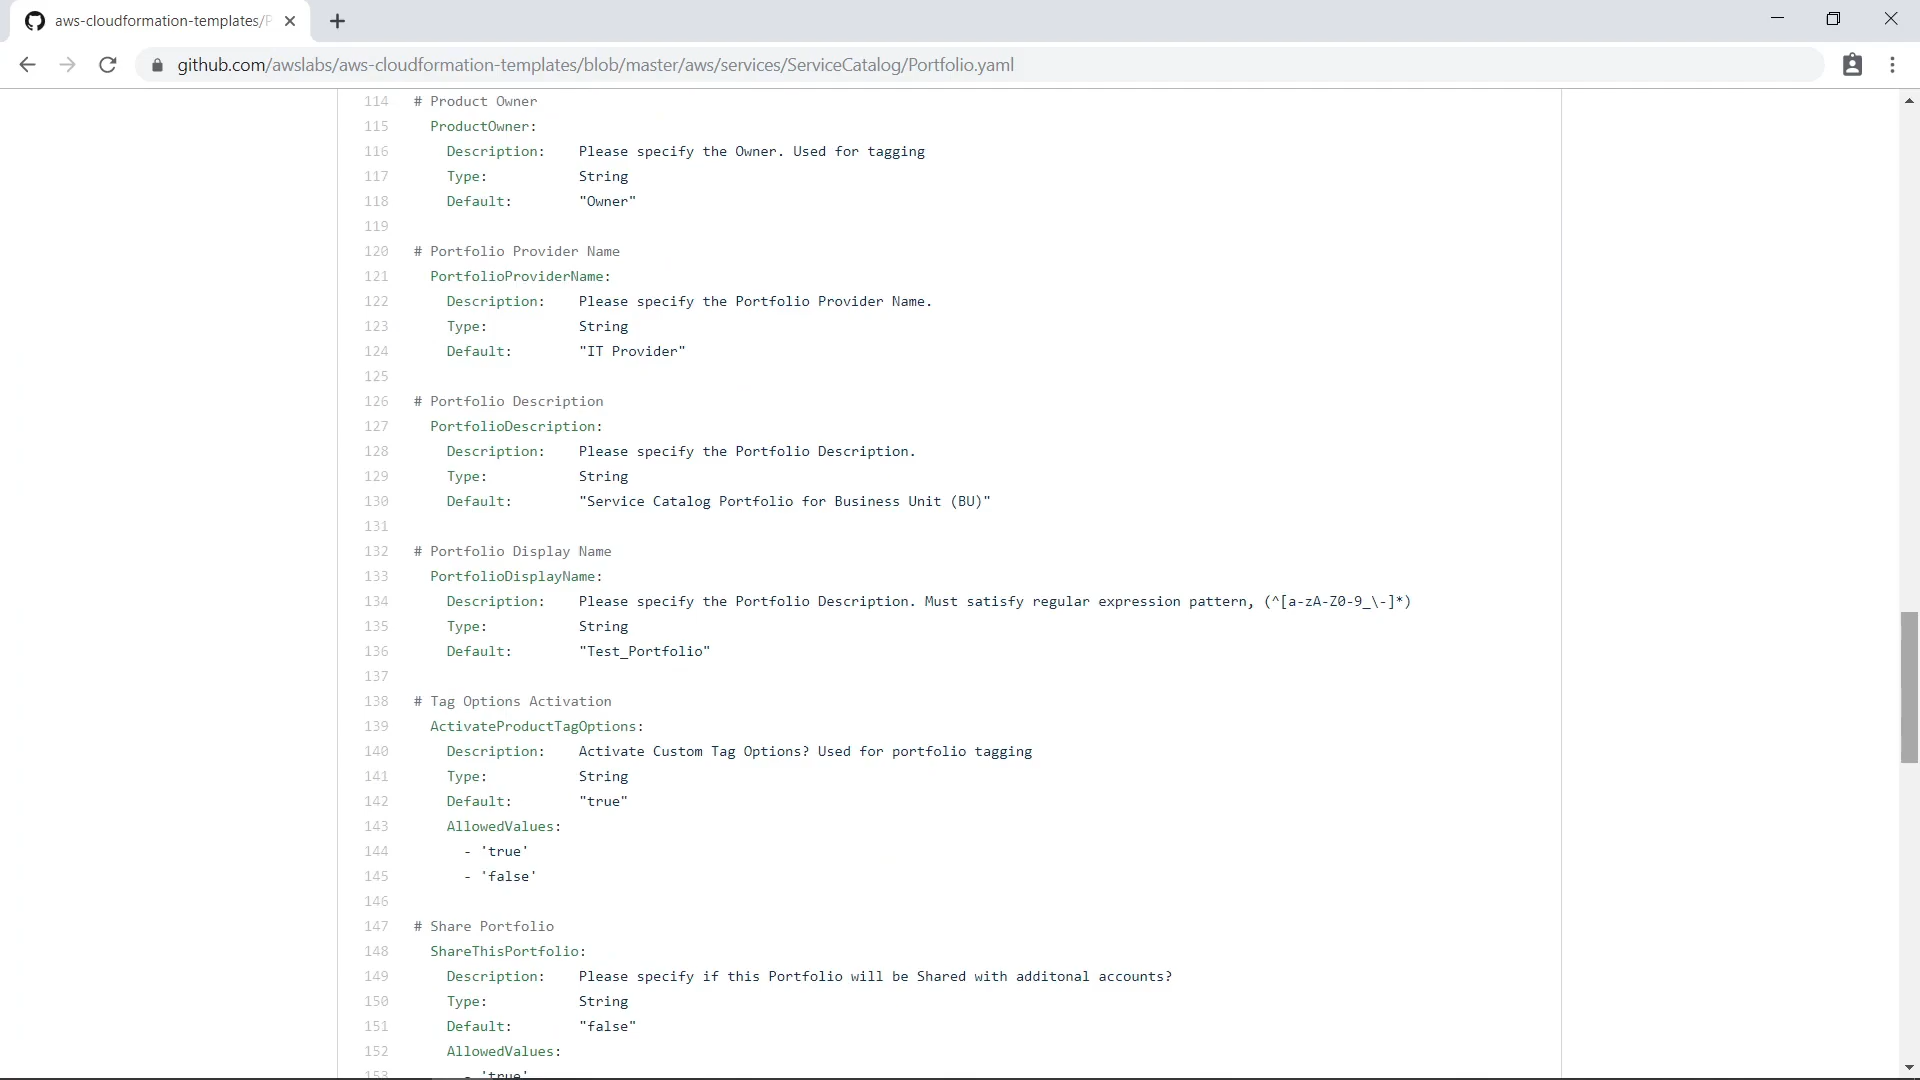 aws-cloudformation-templates/P
github.com/awslabs/aws-cloudformation-templates/blob/master/aws/services/ServiceCatalog/Portfolio.yaml
114 # Product Owner
115 ProductOwner:
116 Description: Please specify the Owner. Used for tagging
117 Type: String
118 Default: "Owner"
119
120 # Portfolio Provider Name
121 PortfolioProviderName:
122 Description: Please specify the Portfolio Provider Name.
123 Type: String
124 Default: "IT Provider"
125
126 # Portfolio Description
127 PortfolioDescription:
128 Description: Please specify the Portfolio Description.
129 Type: String
130 Default: "Service Catalog Portfolio for Business Unit (BU)"
131
132 # Portfolio Display Name
133 PortfolioDisplayName:
134 Description: Please specify the Portfolio Description. Must satisfy regular expression pattern, (^[a-zA-Z0-9_\-]*)
135 Type: String
136 Default: "Test_Portfolio"
137
138 # Tag Options Activation
139 ActivateProductTagOptions:
140 Description: Activate Custom Tag Options? Used for portfolio tagging
141 Type: String
142 Default: "true"
143 AllowedValues:
144 - 'true'
145 - 'false'
146
147 # Share Portfolio
148 ShareThisPortfolio:
149 Description: Please specify if this Portfolio will be Shared with additonal accounts?
150 Type: String
151 Default: "false"
152 AllowedValues:
153 - 'true'